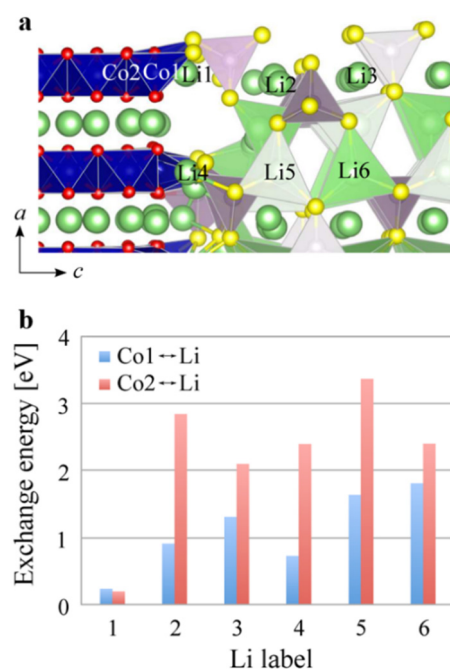 a
Co2 Co1 Li1 Li2 Li3
Li4 Li5 Li6
a
c
b
4
3
2
1
0
Exchange energy [eV]
Co1↔Li
Co2↔Li
1 2 3 4 5 6
Li label